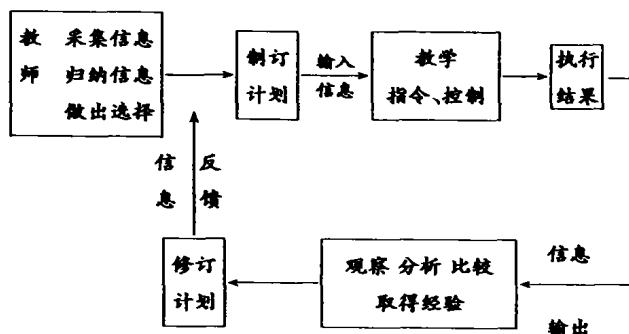 教 采集信息
师 归纳信息
做出选择
制订
计划
输入
信息
教学
指令、控制
执行
结果
信 反
息 馈
修订
计划
观察 分析 比较
取得经验
信息
输出